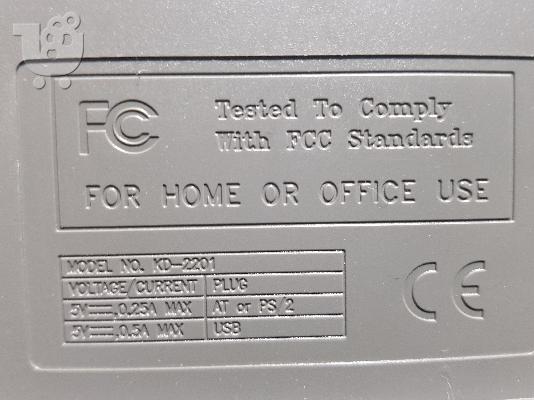 FC
Tested To Comply
With FCC Standards
FOR HOME OR OFFICE USE
MODEL NO. KD-2201
VOLTAGE/CURRENT PLUG
5V⎓,0.25A MAX AT or PS/2
5V⎓,0.5A MAX USB
CE